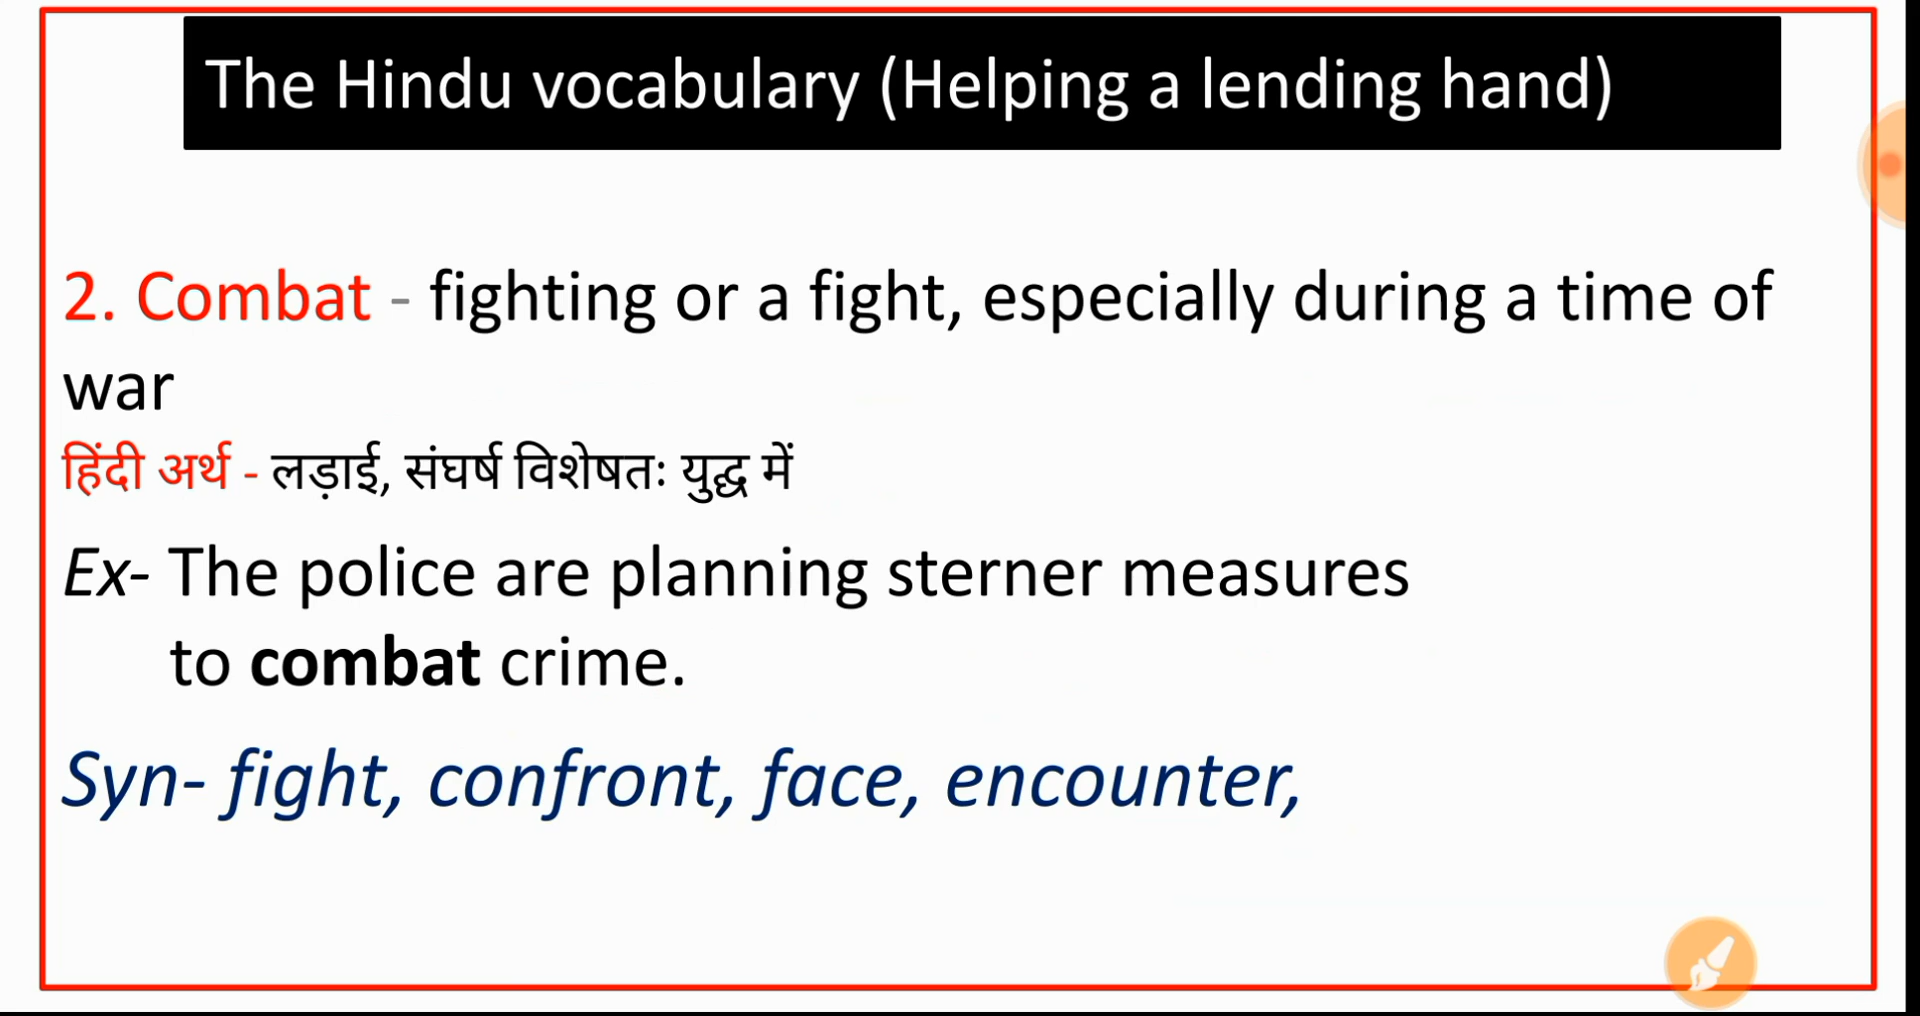 The Hindu vocabulary (Helping a lending hand)
2. Combat - fighting or a fight, especially during a time of
war
हिंदी अर्थ - लड़ाई, संघर्ष विशेषतः युद्ध में
Ex- The police are planning sterner measures
to combat crime.
Syn- fight, confront, face, encounter,